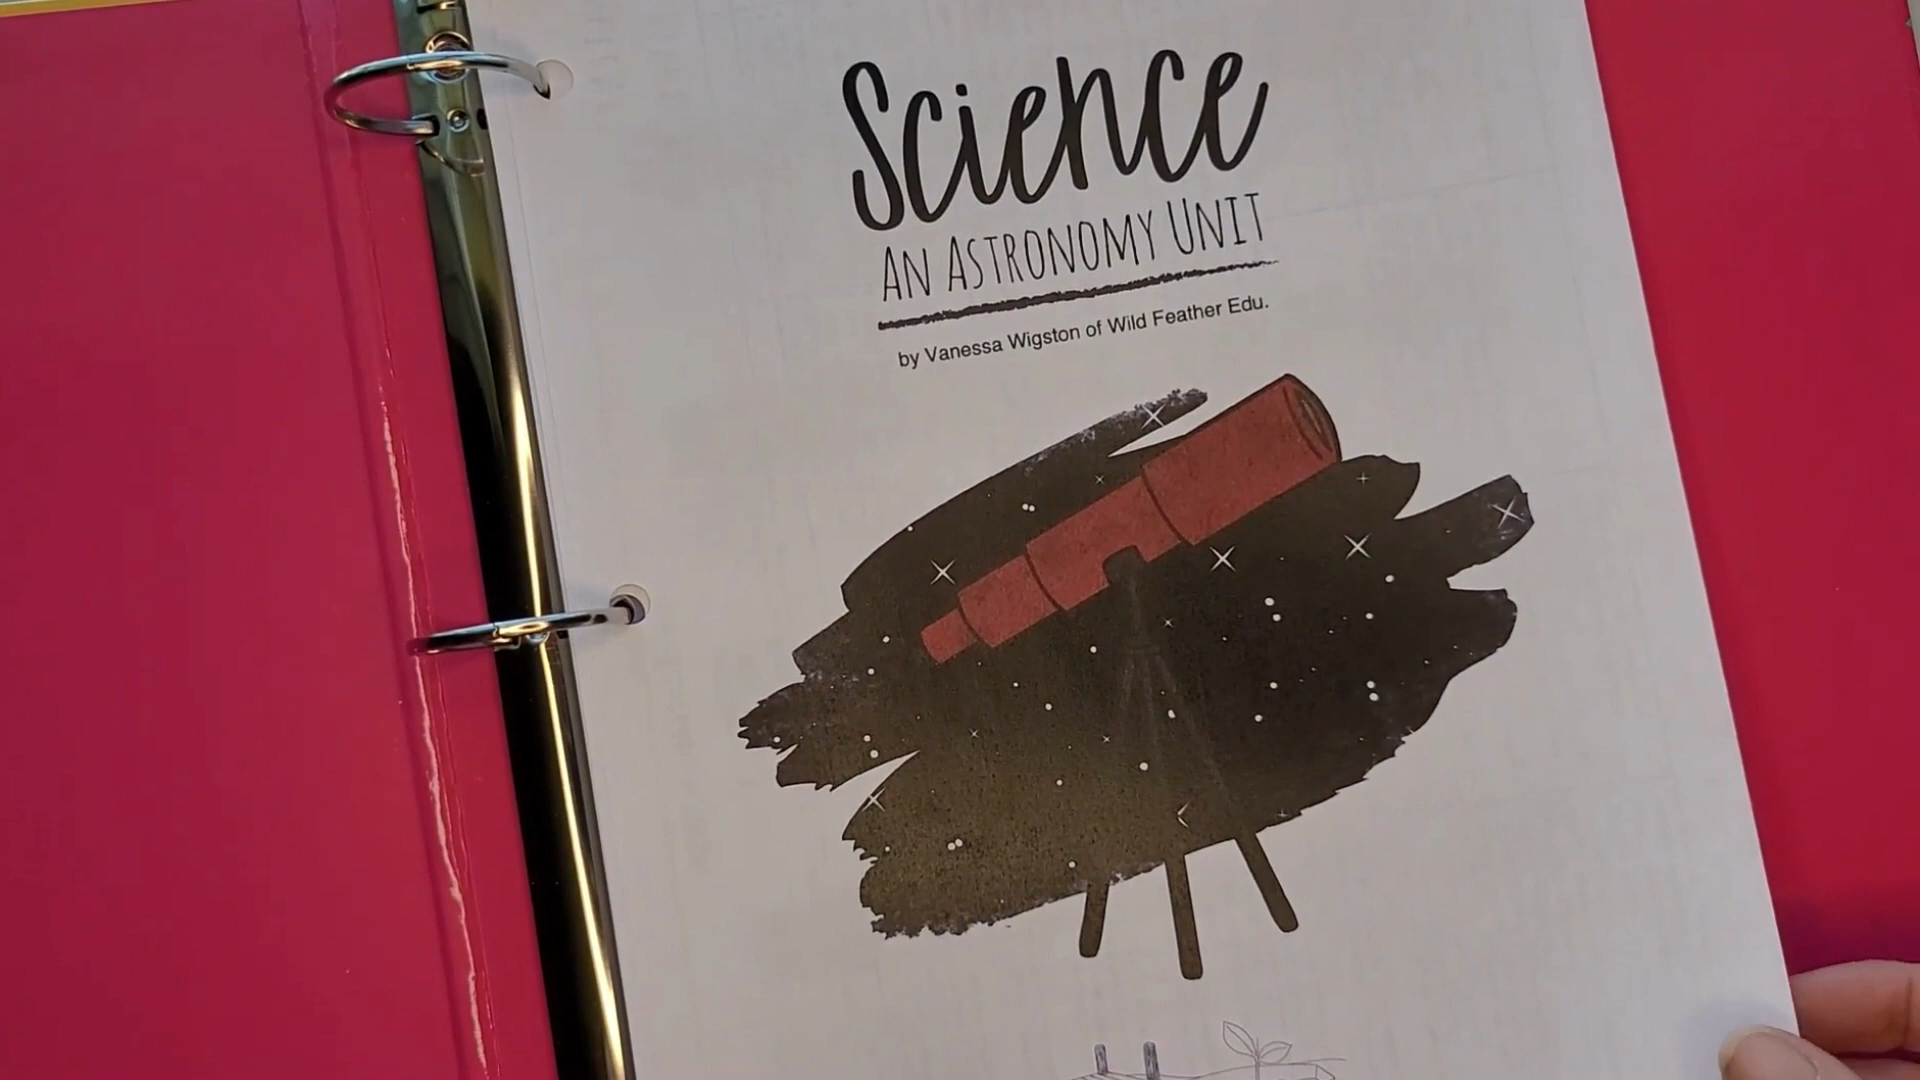 Science
An Astronomy Unit
by Vanessa Wigston of Wild Feather Edu.